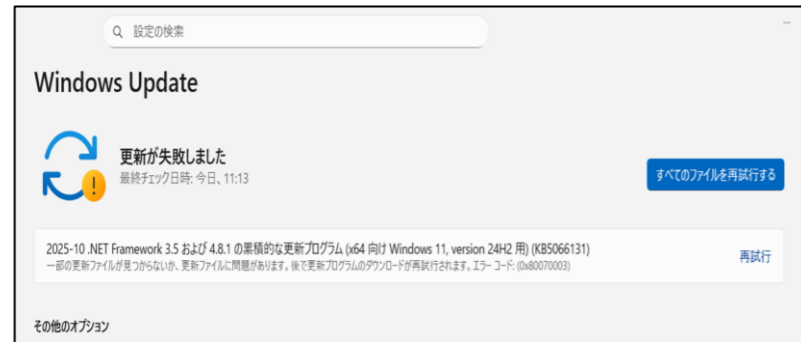 設定の検索
Windows Update
更新が失敗しました
最終チェック日時: 今日、11:13
すべてのファイルを再試行する
2025-10 .NET Framework 3.5 および 4.8.1 の累積的な更新プログラム (x64 向け Windows 11, version 24H2 用) (KB5066131)
一部の更新ファイルが見つからないか、更新ファイルに問題があります。後で更新プログラムのダウンロードが再試行されます。エラー コード: (0x80070003)
再試行
その他のオプション